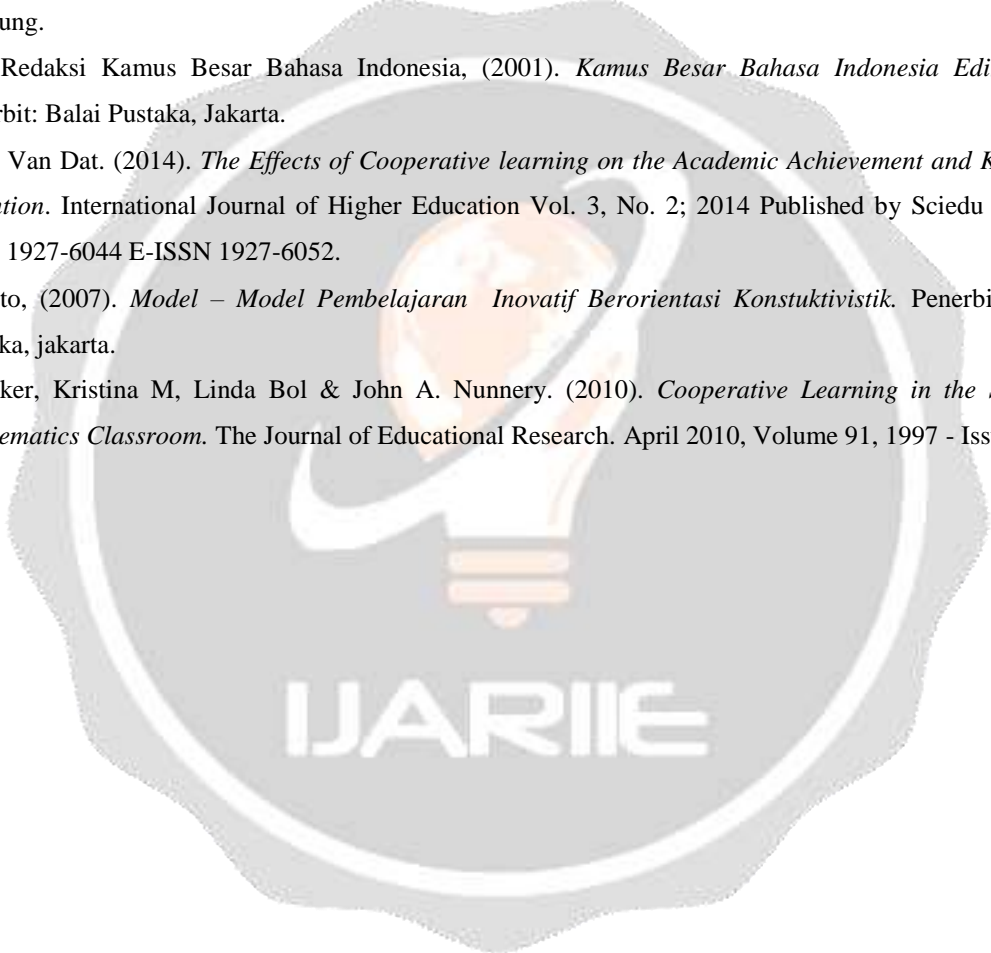 ung.
Redaksi Kamus Besar Bahasa Indonesia, (2001). Kamus Besar Bahasa Indonesia Edi
rbit: Balai Pustaka, Jakarta.
Van Dat. (2014). The Effects of Cooperative learning on the Academic Achievement and K
ntion. International Journal of Higher Education Vol. 3, No. 2; 2014 Published by Sciedu
1927-6044 E-ISSN 1927-6052.
to, (2007). Model – Model Pembelajaran Inovatif Berorientasi Konstuktivistik. Penerbi
ka, jakarta.
ker, Kristina M, Linda Bol & John A. Nunnery. (2010). Cooperative Learning in the
ematics Classroom. The Journal of Educational Research. April 2010, Volume 91, 1997 - Iss
IJARIIE